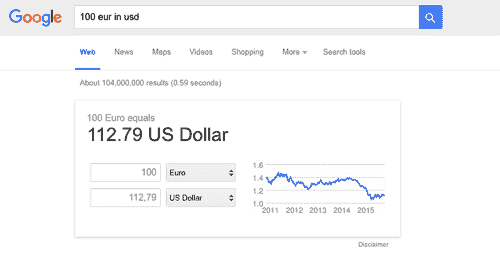 Google 100 eur in usd
Web News Maps Videos Shopping More Search tools
About 104,000,000 results (0.59 seconds)
100 Euro equals
112.79 US Dollar
100 Euro
112,79 US Dollar
1.6
1.4
1.2
1.0
2011 2012 2013 2014 2015
Disclaimer